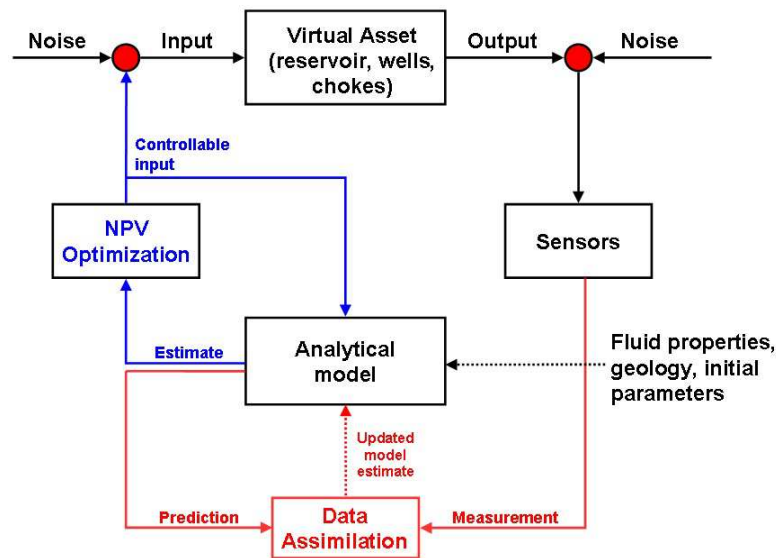 Noise
Input
Virtual Asset
(reservoir, wells,
chokes)
Output
Noise
Controllable
input
NPV
Optimization
Sensors
Estimate
Analytical
model
Fluid properties,
geology, initial
parameters
Updated
model
estimate
Prediction
Data
Assimilation
Measurement